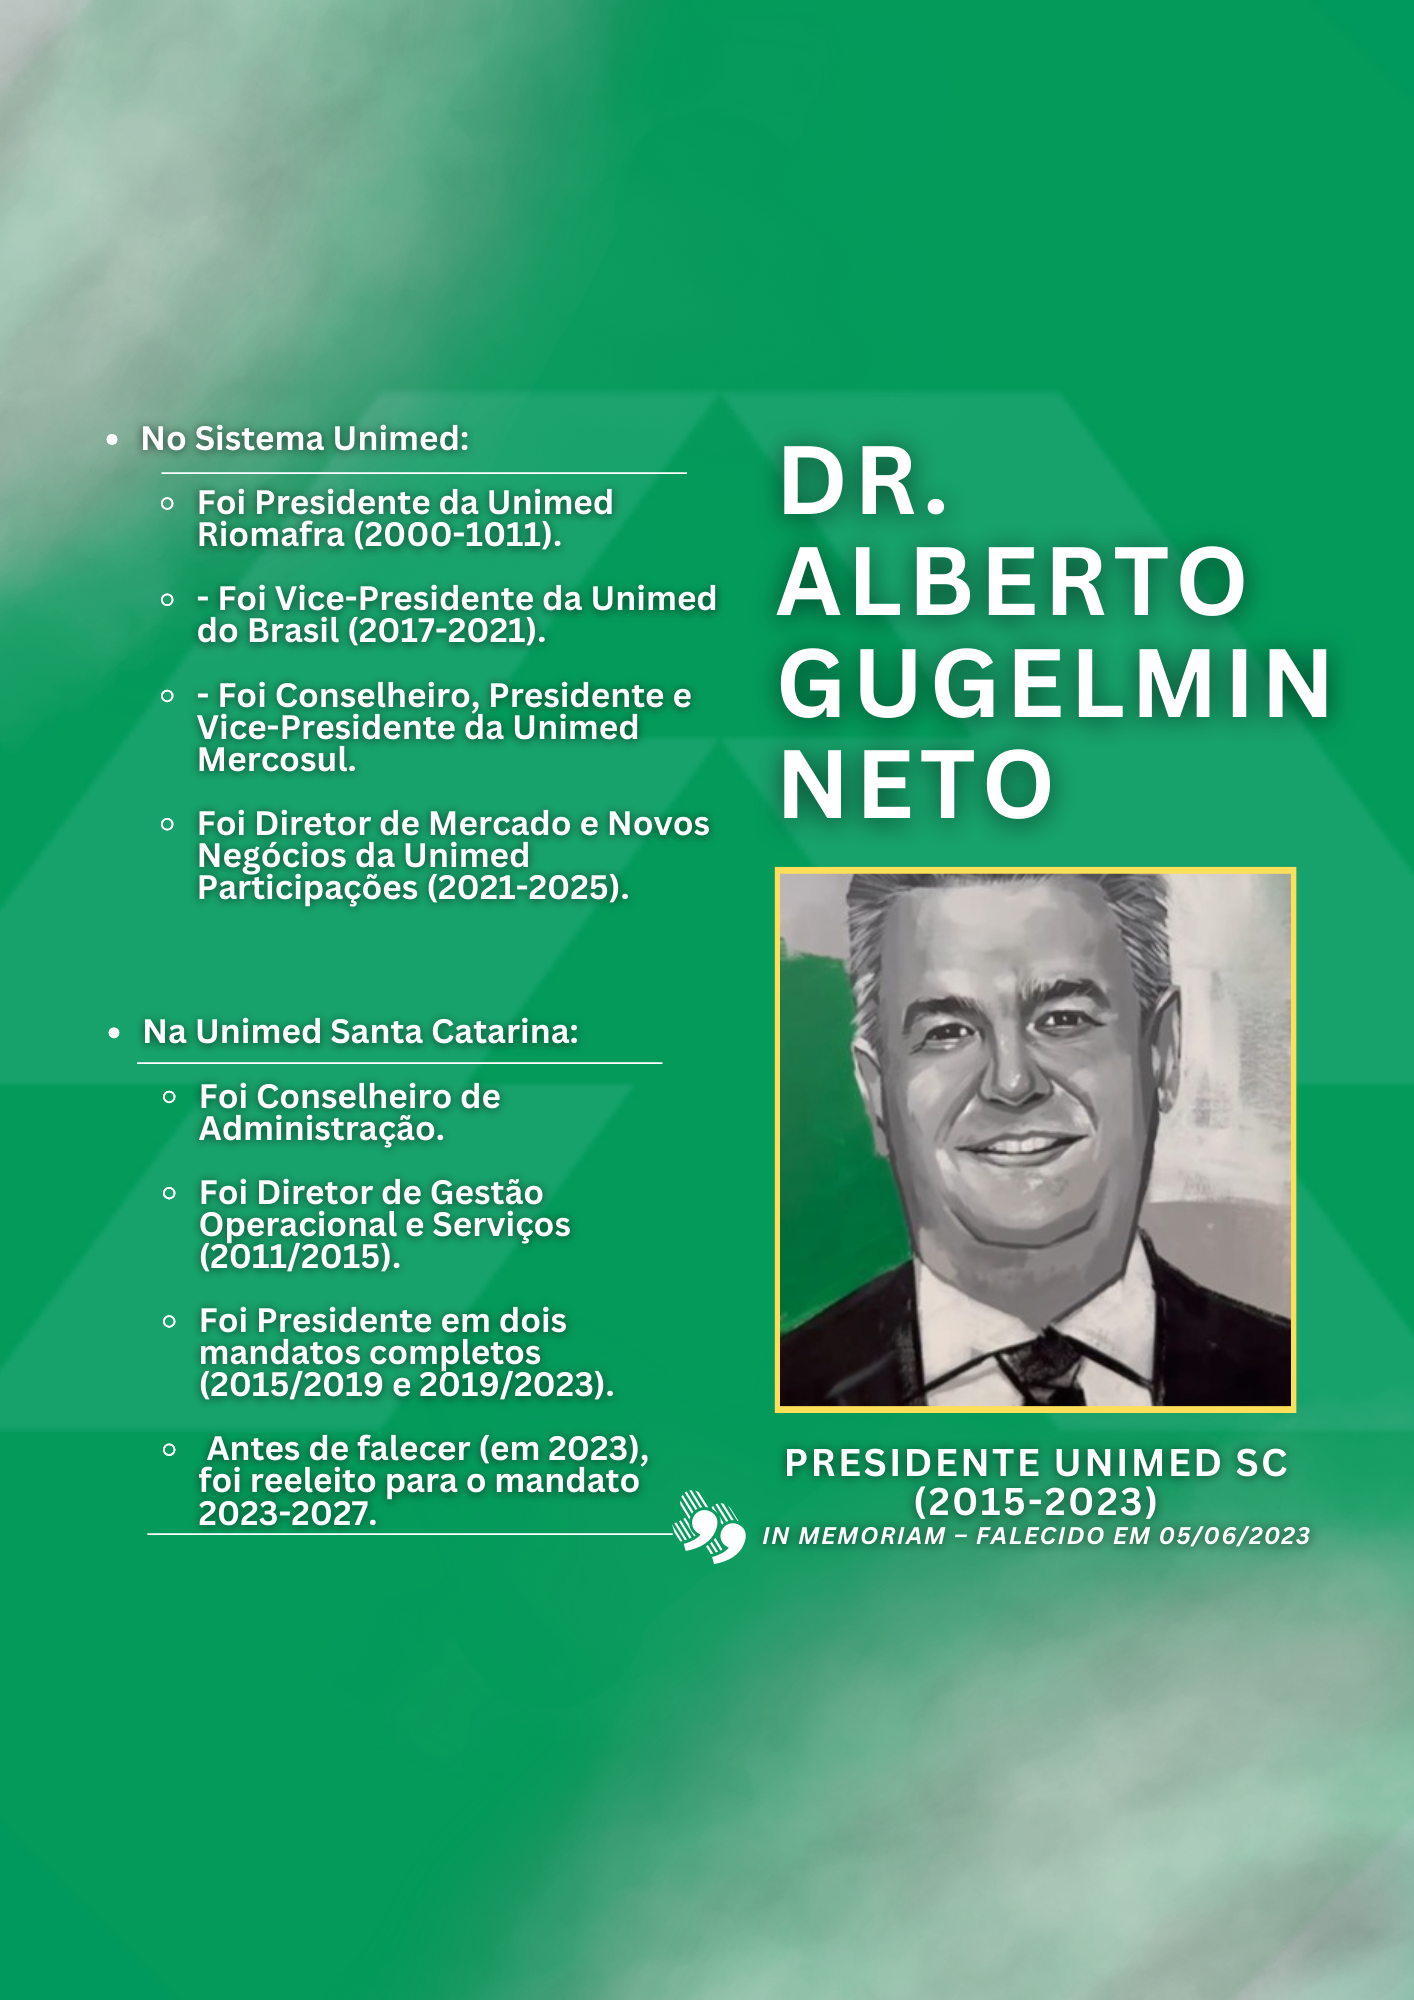 No Sistema Unimed:
Foi Presidente da Unimed
Riomafra (2000-1011).
- Foi Vice-Presidente da Unimed
do Brasil (2017-2021).
- Foi Conselheiro, Presidente e
Vice-Presidente da Unimed
Mercosul.
Foi Diretor de Mercado e Novos
Negócios da Unimed
Participações (2021-2025).
Na Unimed Santa Catarina:
Foi Conselheiro de
Administração.
Foi Diretor de Gestão
Operacional e Serviços
(2011/2015).
Foi Presidente em dois
mandatos completos
(2015/2019 e 2019/2023).
Antes de falecer (em 2023),
foi reeleito para o mandato
2023-2027.
DR.
ALBERTO
GUGELMIN
NETO
PRESIDENTE UNIMED SC
(2015-2023)
IN MEMORIAM – FALECIDO EM 05/06/2023